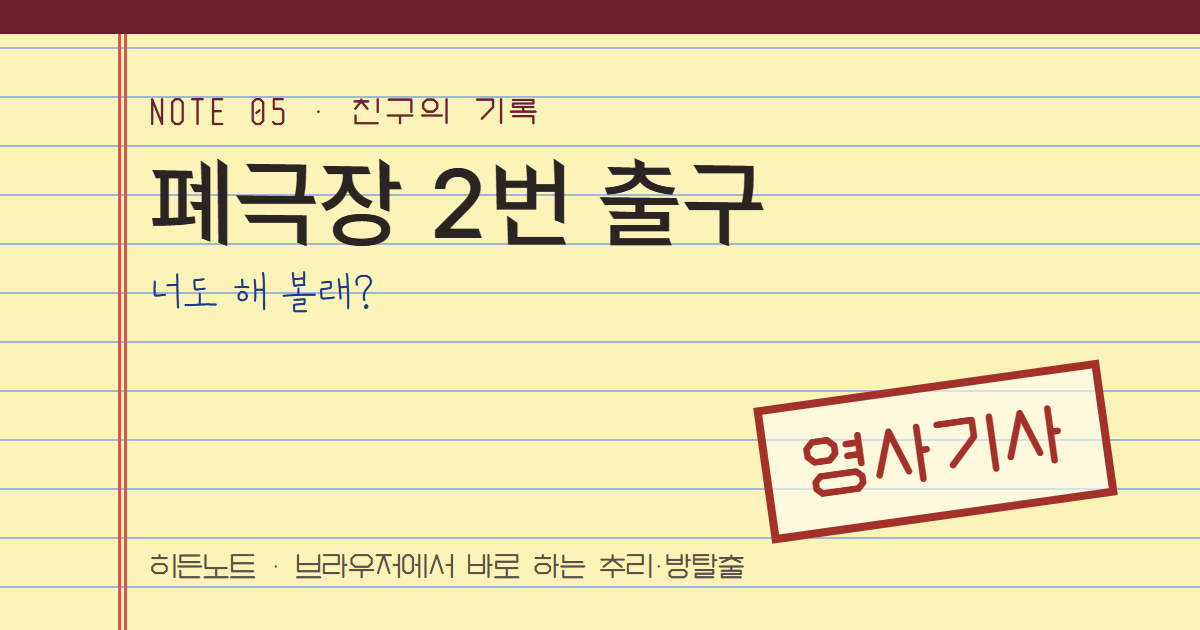 NOTE 05 · 친구의 기록
폐극장 2번 출구
너도 해 볼래?
영사기사
히든노트 · 브라우저에서 바로 하는 추리·방탈출